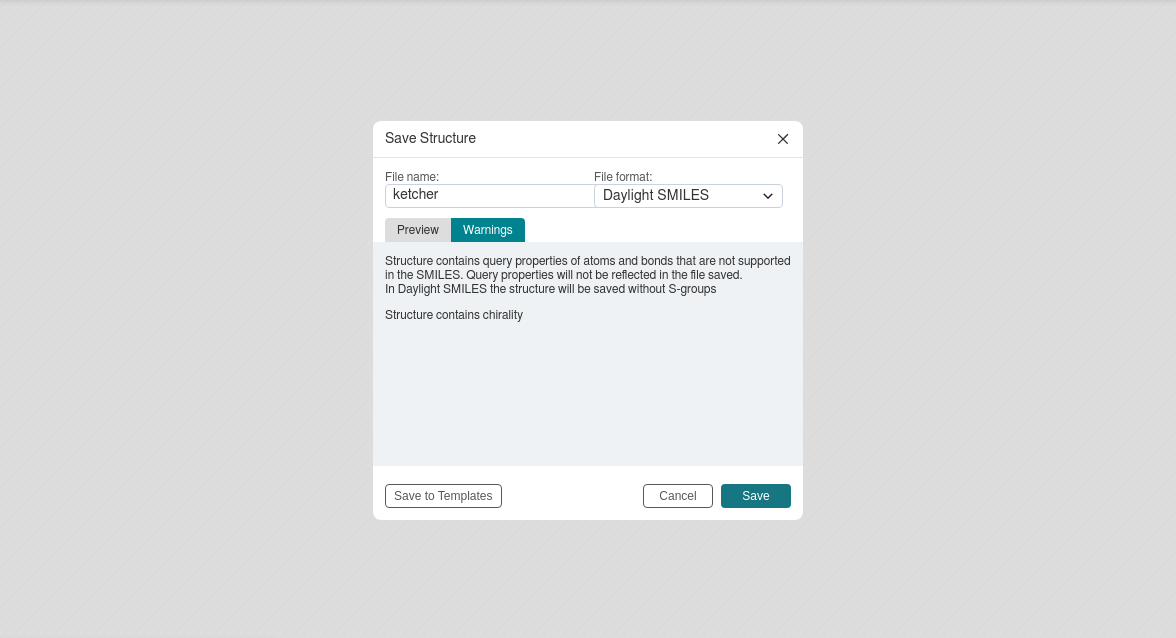 Save Structure
File name:
File format:
ketcher
Daylight SMILES
Preview
Warnings
Structure contains query properties of atoms and bonds that are not supported
in the SMILES. Query properties will not be reflected in the file saved.
In Daylight SMILES the structure will be saved without S-groups
Structure contains chirality
Save to Templates
Cancel
Save